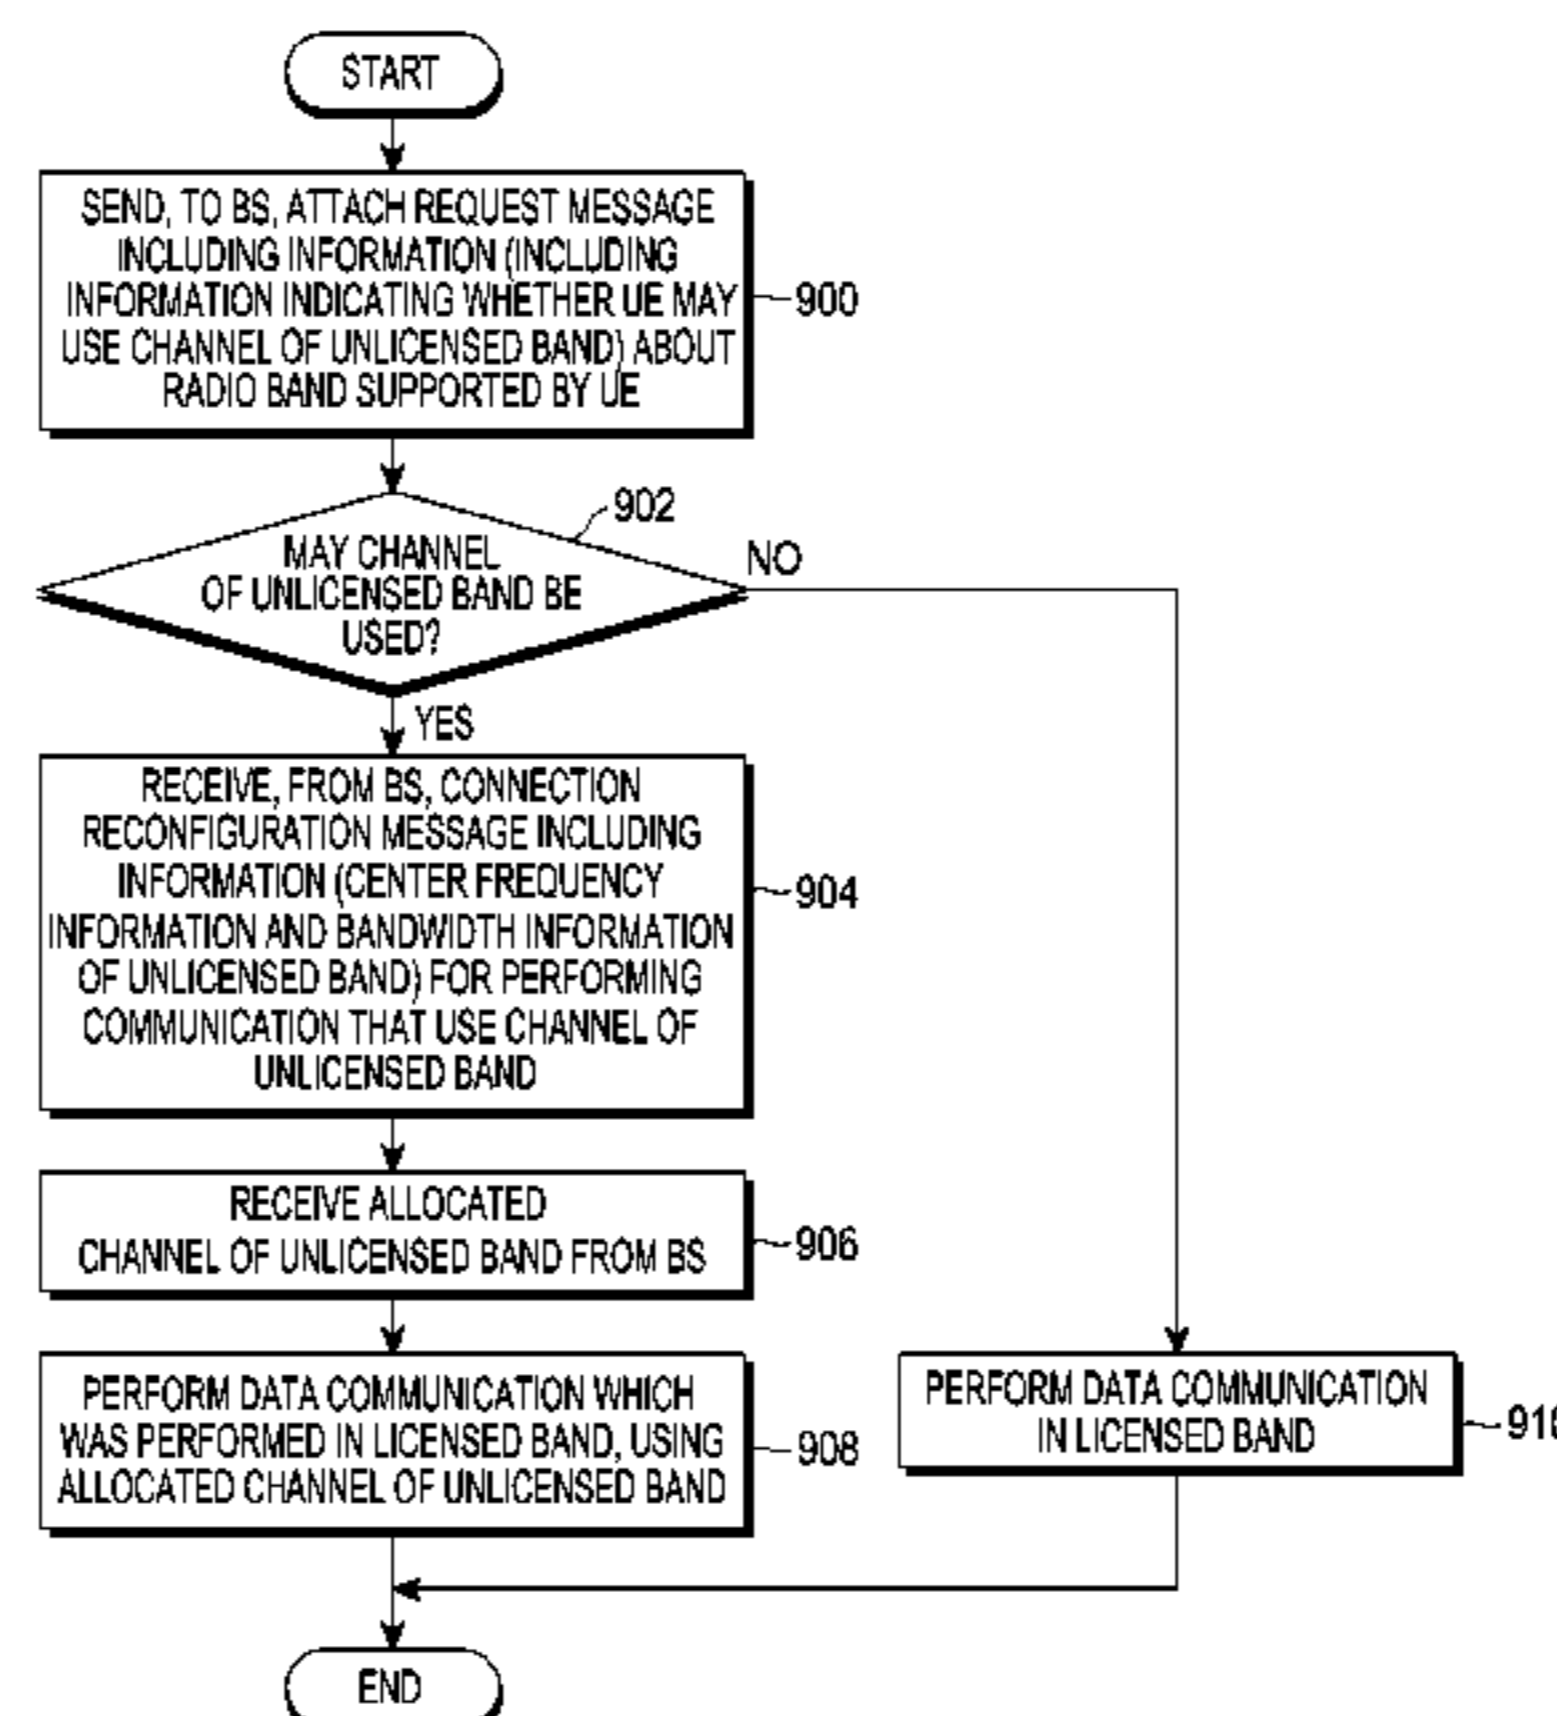 START
SEND, TO BS, ATTACH REQUEST MESSAGE
INCLUDING INFORMATION (INCLUDING
INFORMATION INDICATING WHETHER UE MAY
USE CHANNEL OF UNLICENSED BAND) ABOUT
RADIO BAND SUPPORTED BY UE
900
902
MAY CHANNEL
OF UNLICENSED BAND BE
USED?
NO
YES
RECEIVE, FROM BS, CONNECTION
RECONFIGURATION MESSAGE INCLUDING
INFORMATION (CENTER FREQUENCY
INFORMATION AND BANDWIDTH INFORMATION
OF UNLICENSED BAND) FOR PERFORMING
COMMUNICATION THAT USE CHANNEL OF
UNLICENSED BAND
904
RECEIVE ALLOCATED
CHANNEL OF UNLICENSED BAND FROM BS
906
PERFORM DATA COMMUNICATION WHICH
WAS PERFORMED IN LICENSED BAND, USING
ALLOCATED CHANNEL OF UNLICENSED BAND
908
PERFORM DATA COMMUNICATION
IN LICENSED BAND
910
END